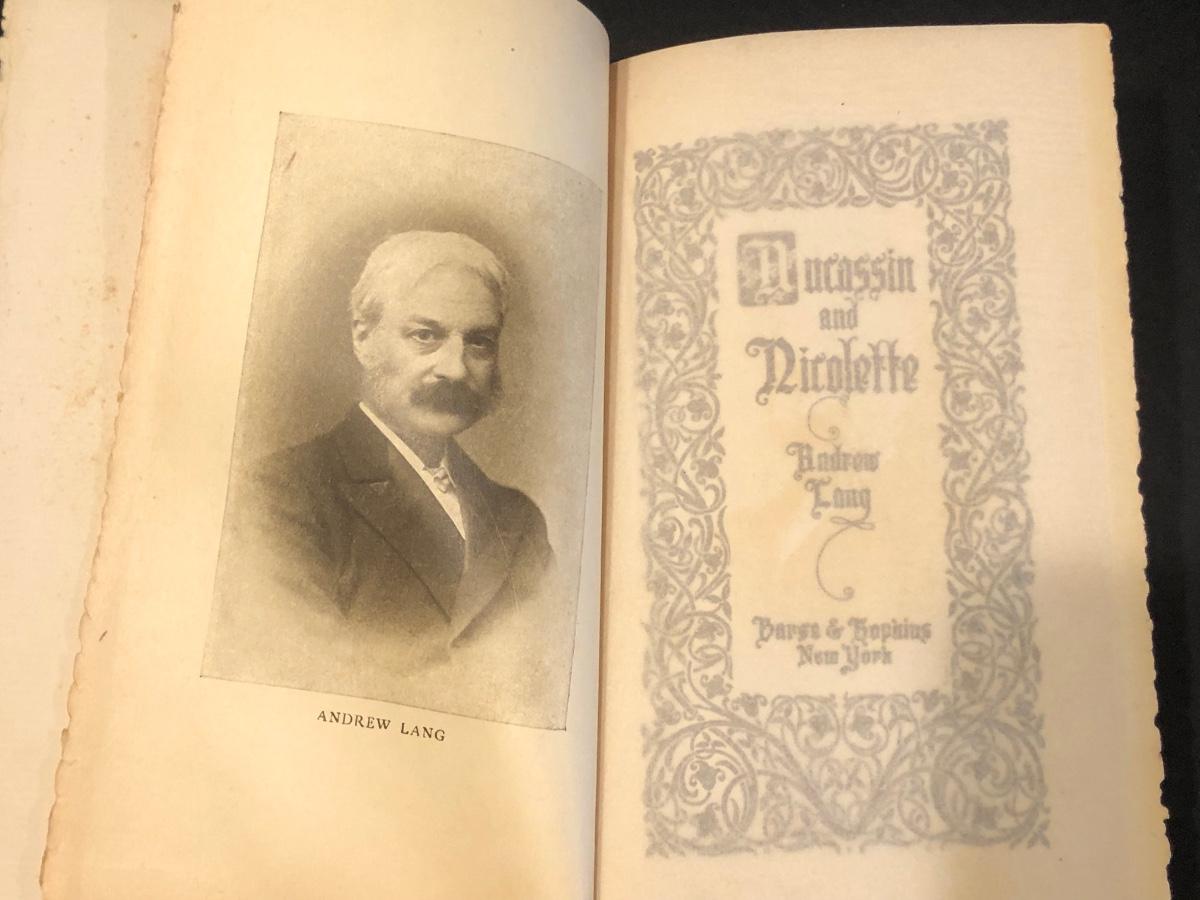 ANDREW LANG
Aucassin
and
Nicolette
Andrew
Lang
Barse & Hopkins
New York